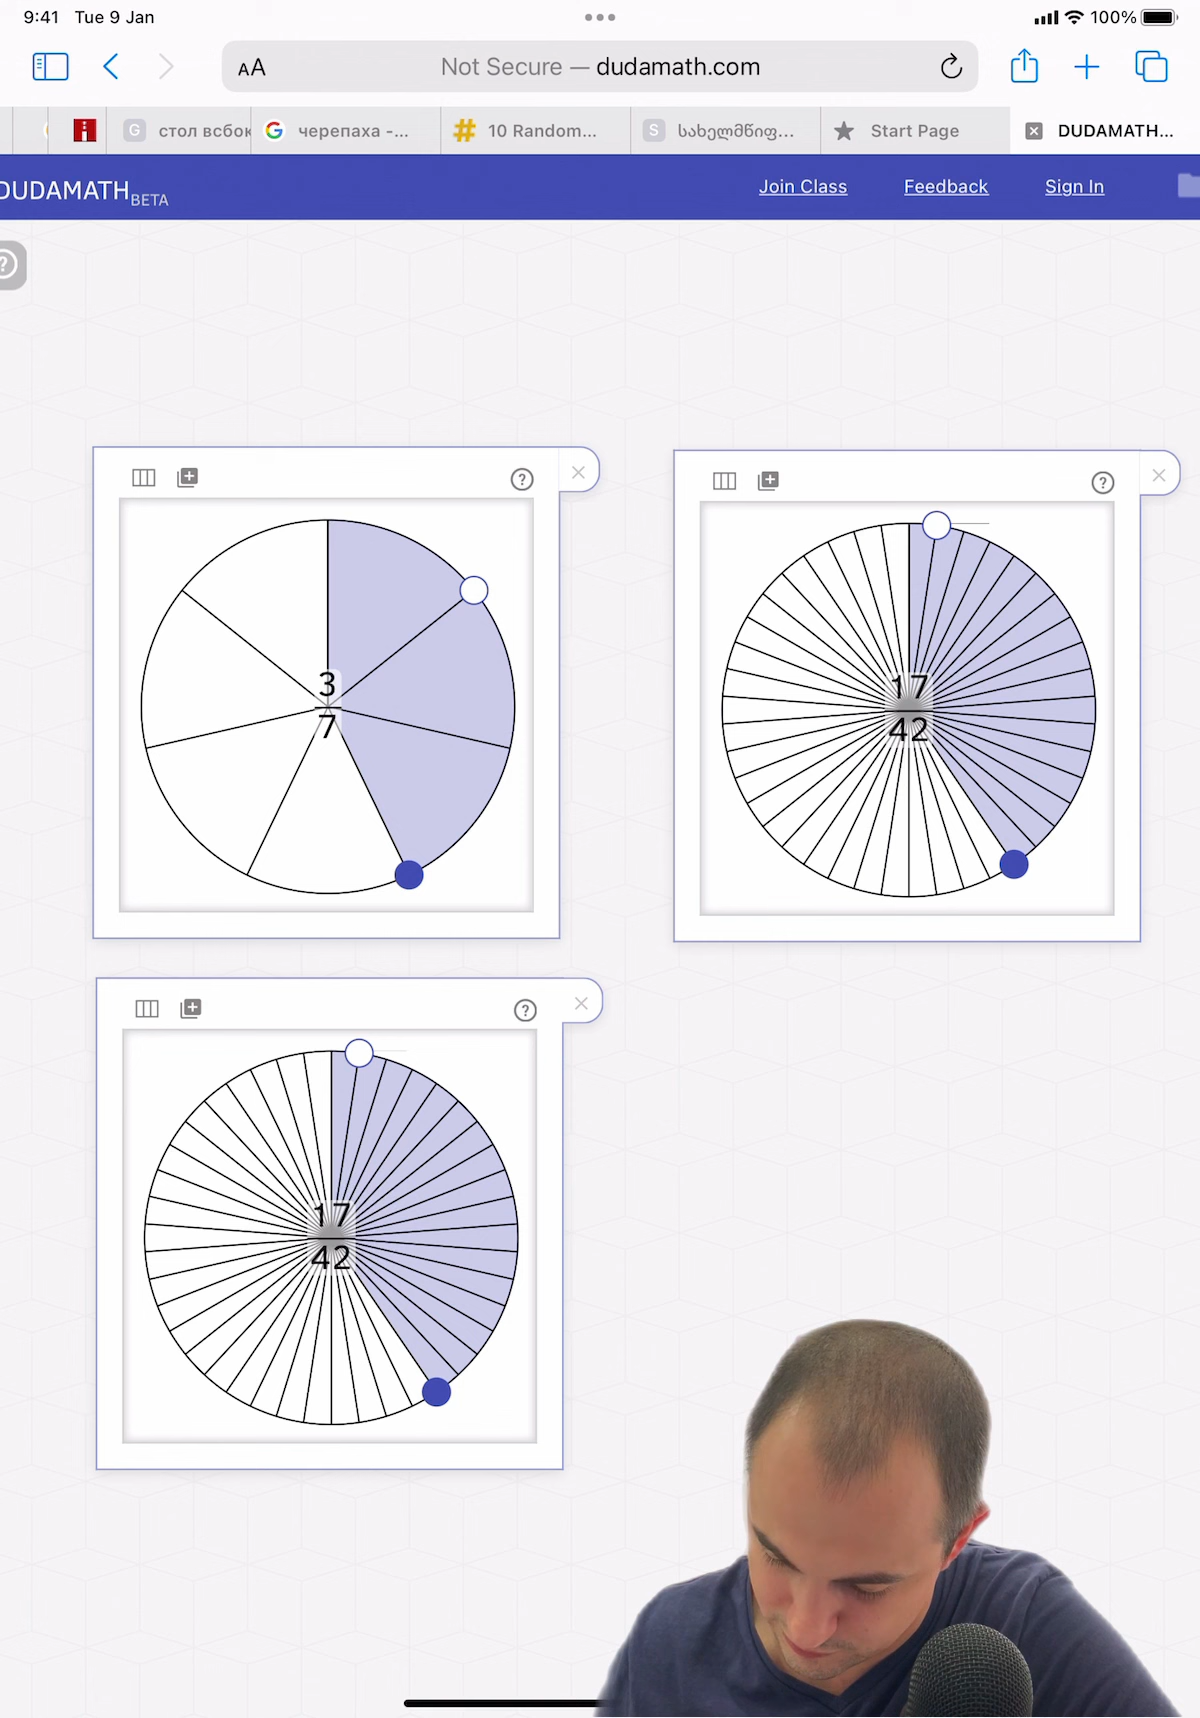 9:41 Tue 9 Jan
100%
AA
Not Secure — dudamath.com
G стол всбок
черепаха -...
10 Random...
S სახელმწიფ...
Start Page
DUDAMATH...
DUDAMATH BETA
Join Class
Feedback
Sign In
?
?
3
7
?
17
42
?
17
42